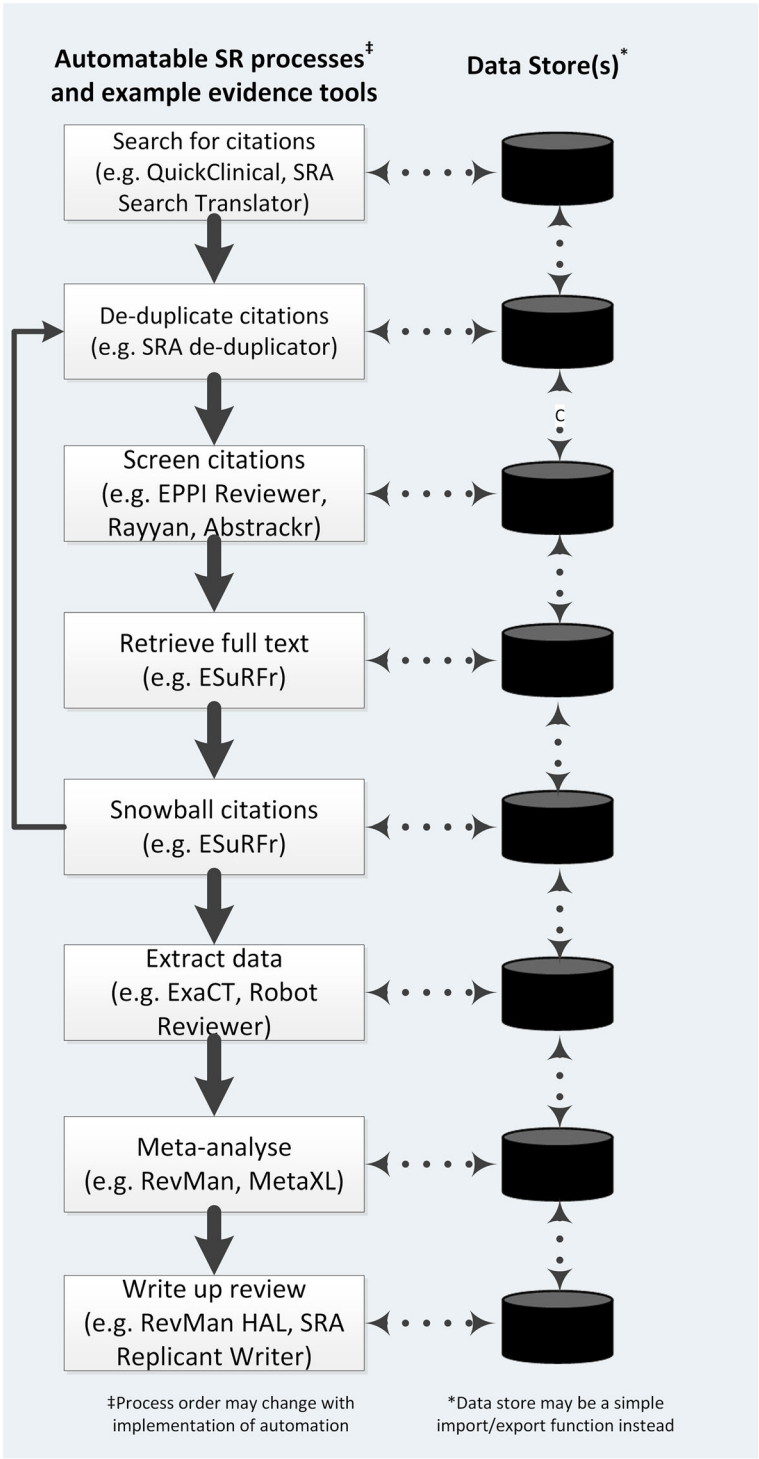 Automatable SR processes‡
and example evidence tools
Data Store(s)*
Search for citations
(e.g. QuickClinical, SRA
Search Translator)
De-duplicate citations
(e.g. SRA de-duplicator)
C
Screen citations
(e.g. EPPI Reviewer,
Rayyan, Abstrackr)
Retrieve full text
(e.g. ESuRFr)
Snowball citations
(e.g. ESuRFr)
Extract data
(e.g. ExaCT, Robot
Reviewer)
Meta-analyse
(e.g. RevMan, MetaXL)
Write up review
(e.g. RevMan HAL, SRA
Replicant Writer)
‡Process order may change with
implementation of automation
*Data store may be a simple
import/export function instead